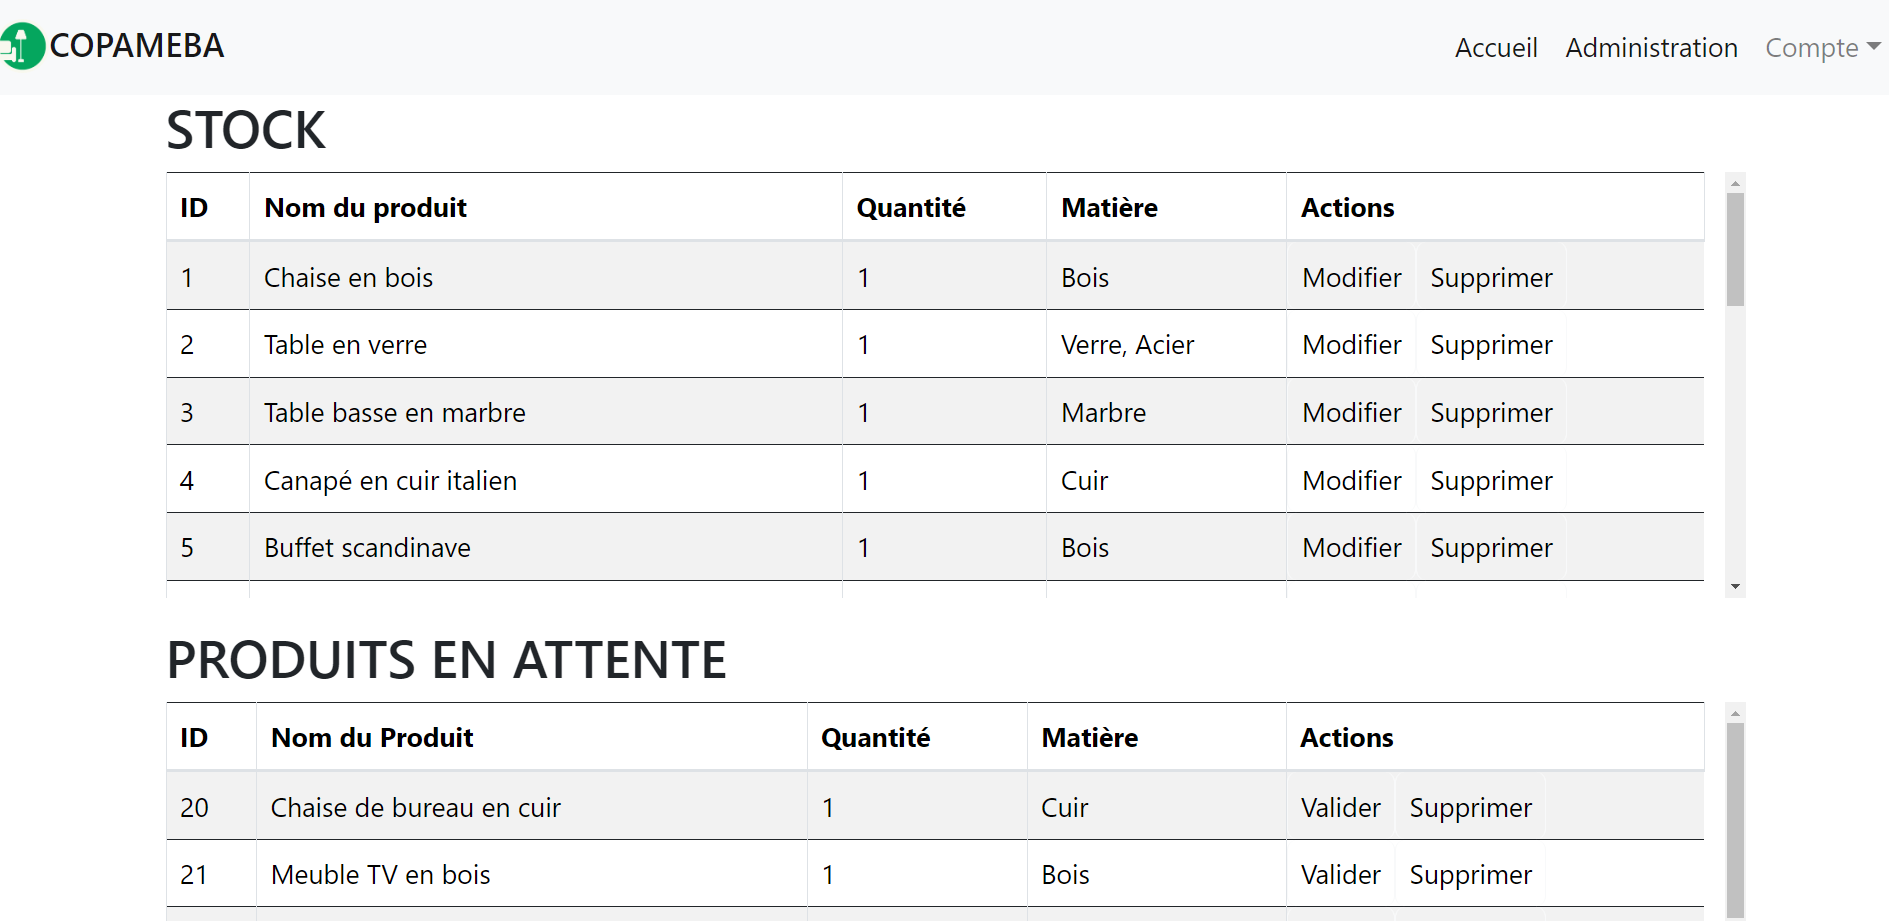 COPAMEBA Accueil Administration Compte
STOCK
ID Nom du produit Quantité Matière Actions
1 Chaise en bois 1 Bois Modifier Supprimer
2 Table en verre 1 Verre, Acier Modifier Supprimer
3 Table basse en marbre 1 Marbre Modifier Supprimer
4 Canapé en cuir italien 1 Cuir Modifier Supprimer
5 Buffet scandinave 1 Bois Modifier Supprimer
PRODUITS EN ATTENTE
ID Nom du Produit Quantité Matière Actions
20 Chaise de bureau en cuir 1 Cuir Valider Supprimer
21 Meuble TV en bois 1 Bois Valider Supprimer